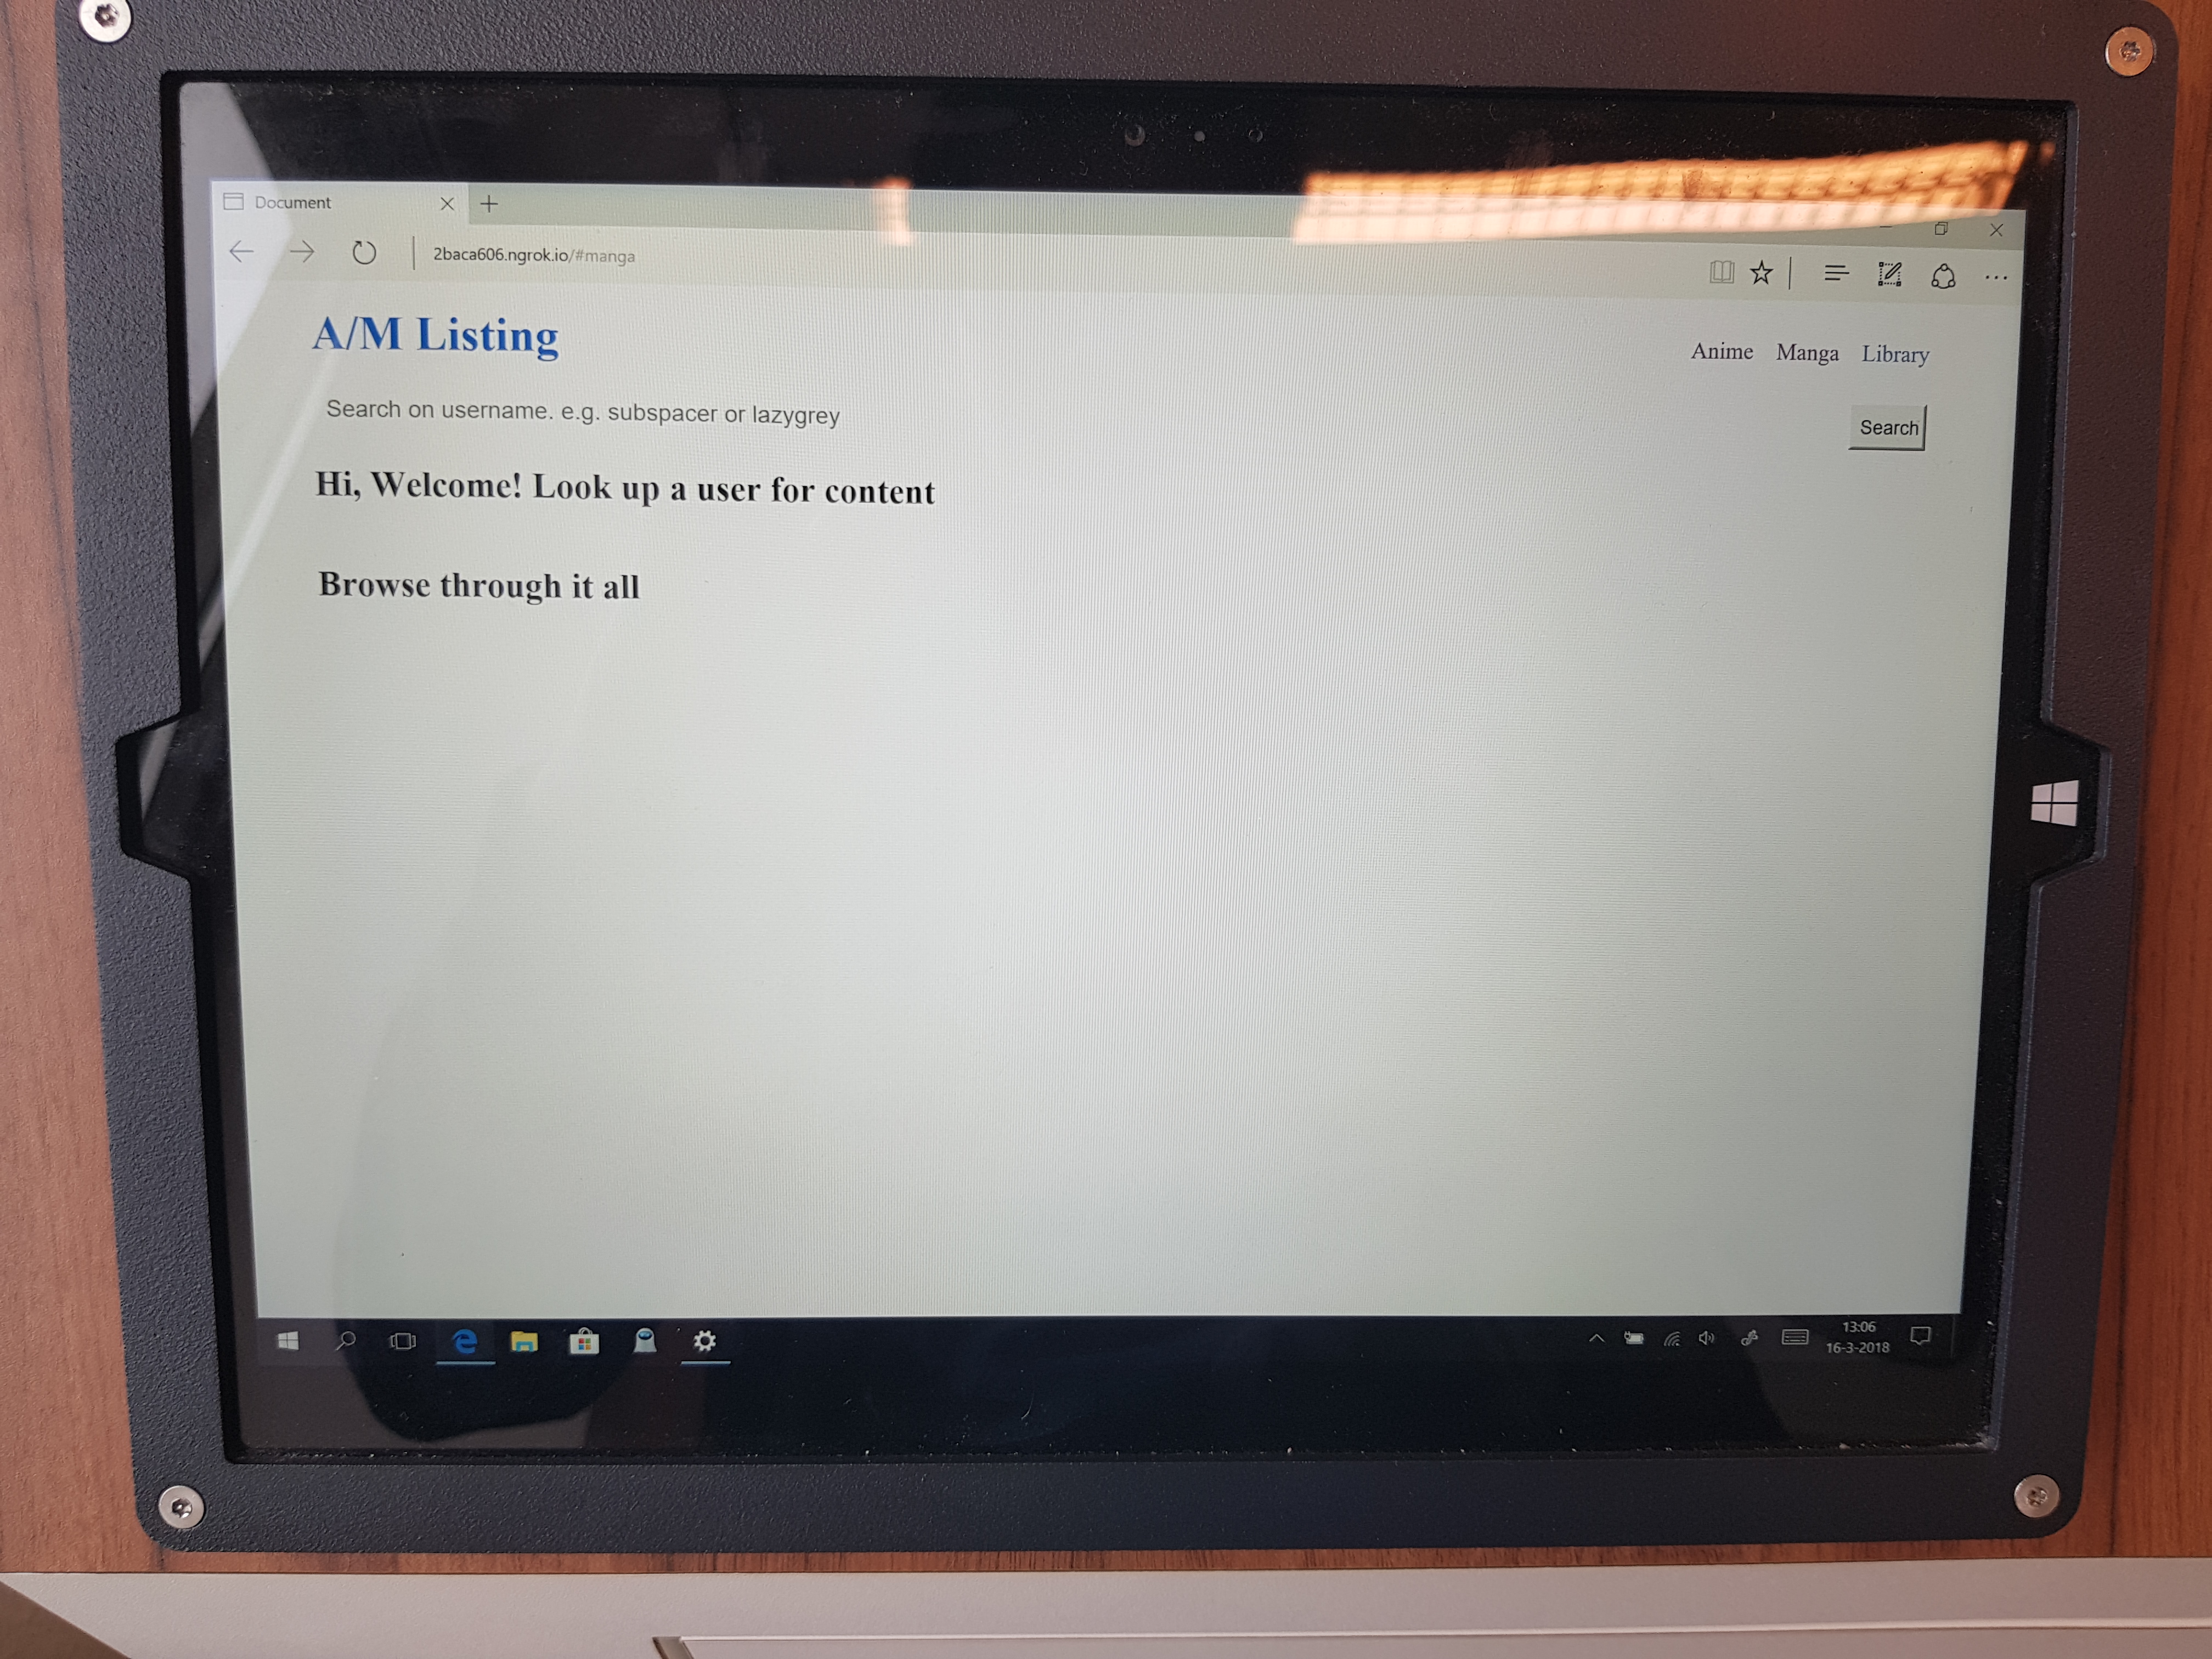 Document
2baca606.ngrok.io/#manga
A/M Listing
Anime Manga Library
Search on username. e.g. subspacer or lazygrey
Search
Hi, Welcome! Look up a user for content
Browse through it all
13:06
16-3-2018